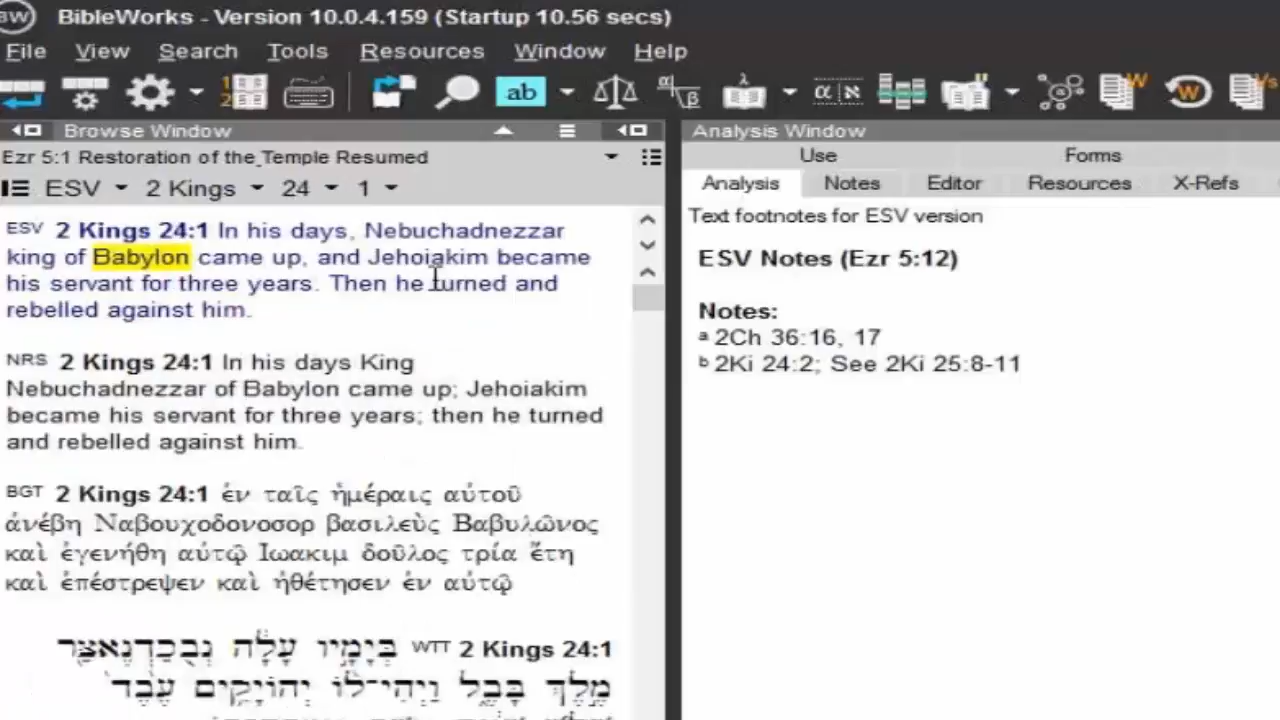 BW BibleWorks - Version 10.0.4.159 (Startup 10.56 secs)
File View Search Tools Resources Window Help
Browse Window
Ezr 5:1 Restoration of the Temple Resumed
ESV 2 Kings 24 1
ESV 2 Kings 24:1 In his days, Nebuchadnezzar
king of Babylon came up, and Jehoiakim became
his servant for three years. Then he turned and
rebelled against him.
NRS 2 Kings 24:1 In his days King
Nebuchadnezzar of Babylon came up; Jehoiakim
became his servant for three years; then he turned
and rebelled against him.
BGT 2 Kings 24:1 ἐν ταῖς ἡμέραις αὐτοῦ
ἀνέβη Ναβουχοδονοσορ βασιλεὺς Βαβυλῶνος
καὶ ἐγενήθη αὐτῷ Ιωακιμ δοῦλος τρία ἔτη
καὶ ἐπέστρεψεν καὶ ἠθέτησεν ἐν αὐτῷ
WTT 2 Kings 24:1 בְּיָמָ֣יו עָלָ֔ה נְבֻכַדְנֶאצַּ֖ר
מֶ֣לֶךְ בָּבֶ֑ל וַיְהִי־ל֨וֹ יְהוֹיָקִ֥ים עֶ֙בֶד֙
Analysis Window
Use Forms
Analysis Notes Editor Resources X-Refs
Text footnotes for ESV version
ESV Notes (Ezr 5:12)
Notes:
a 2Ch 36:16, 17
b 2Ki 24:2; See 2Ki 25:8-11